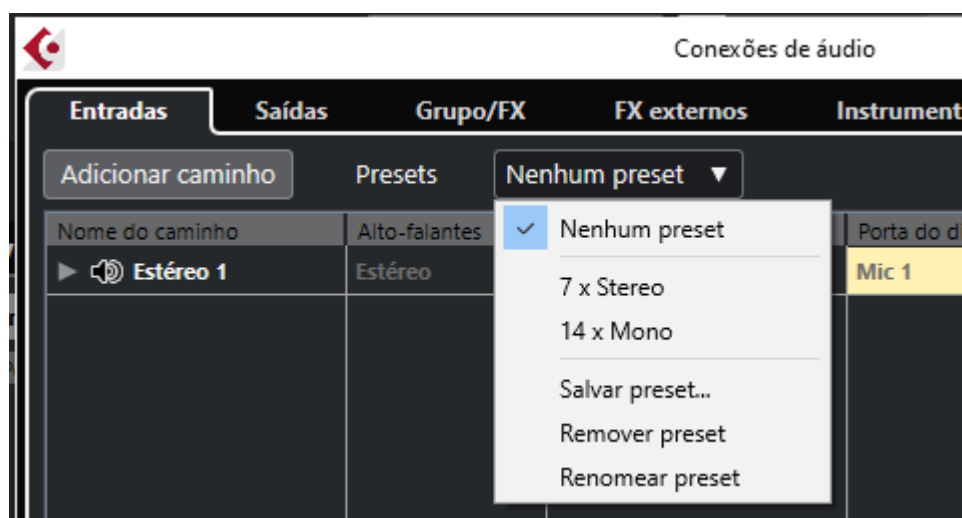 Conexões de áudio
Entradas Saídas Grupo/FX FX externos Instrument
Adicionar caminho Presets Nenhum preset
Nome do caminho Alto-falantes Porta do d
Estéreo 1 Estéreo Mic 1
Nenhum preset
7 x Stereo
14 x Mono
Salvar preset...
Remover preset
Renomear preset